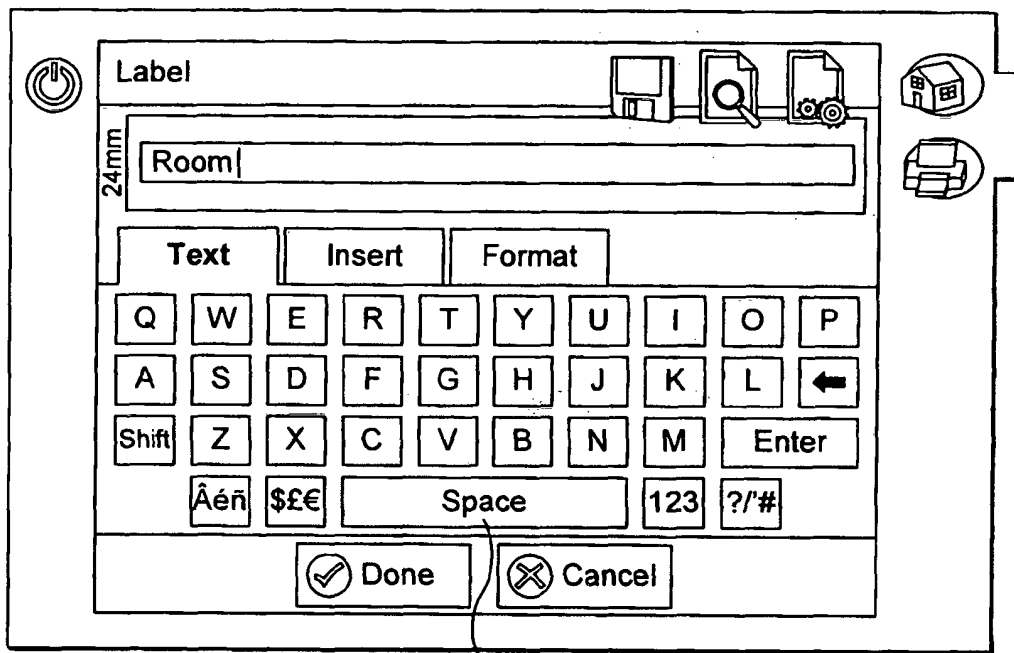 Label
24mm
Room
Text Insert Format
Q W E R T Y U I O P
A S D F G H J K L
Shift Z X C V B N M Enter
Âéñ $£€ Space 123 ?/'#
Done Cancel